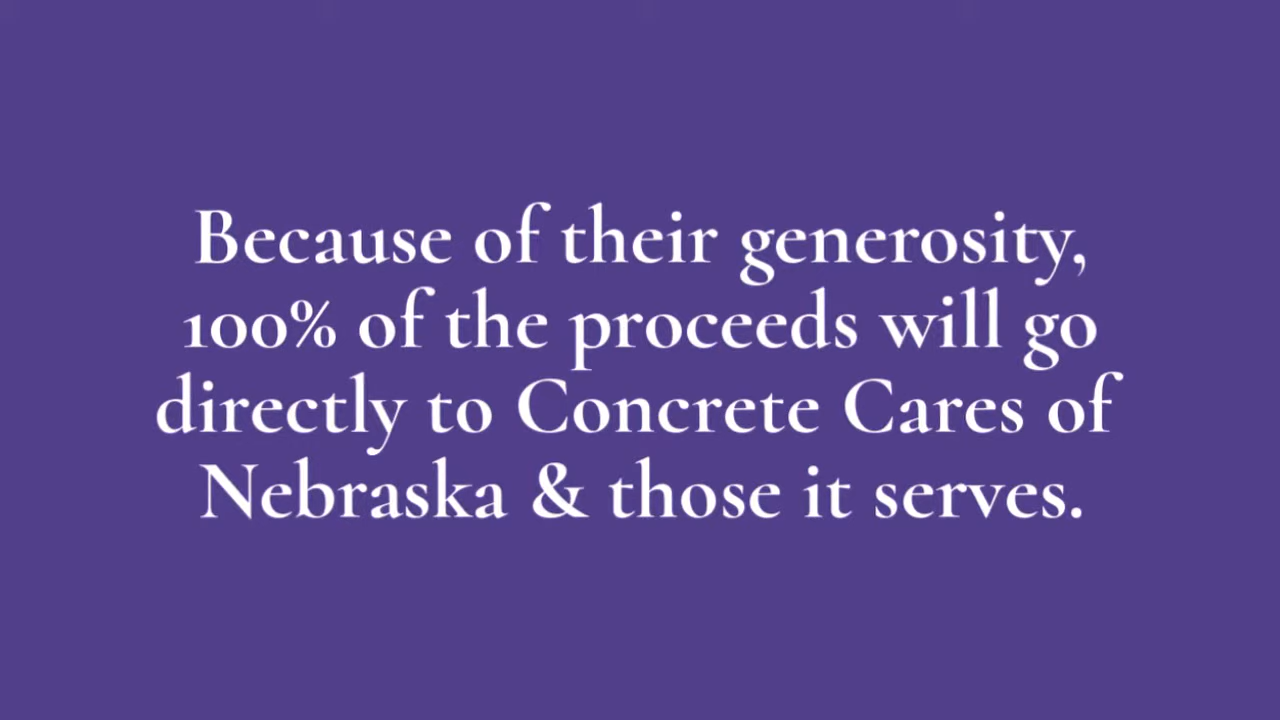 Because of their generosity,
100% of the proceeds will go
directly to Concrete Cares of
Nebraska & those it serves.